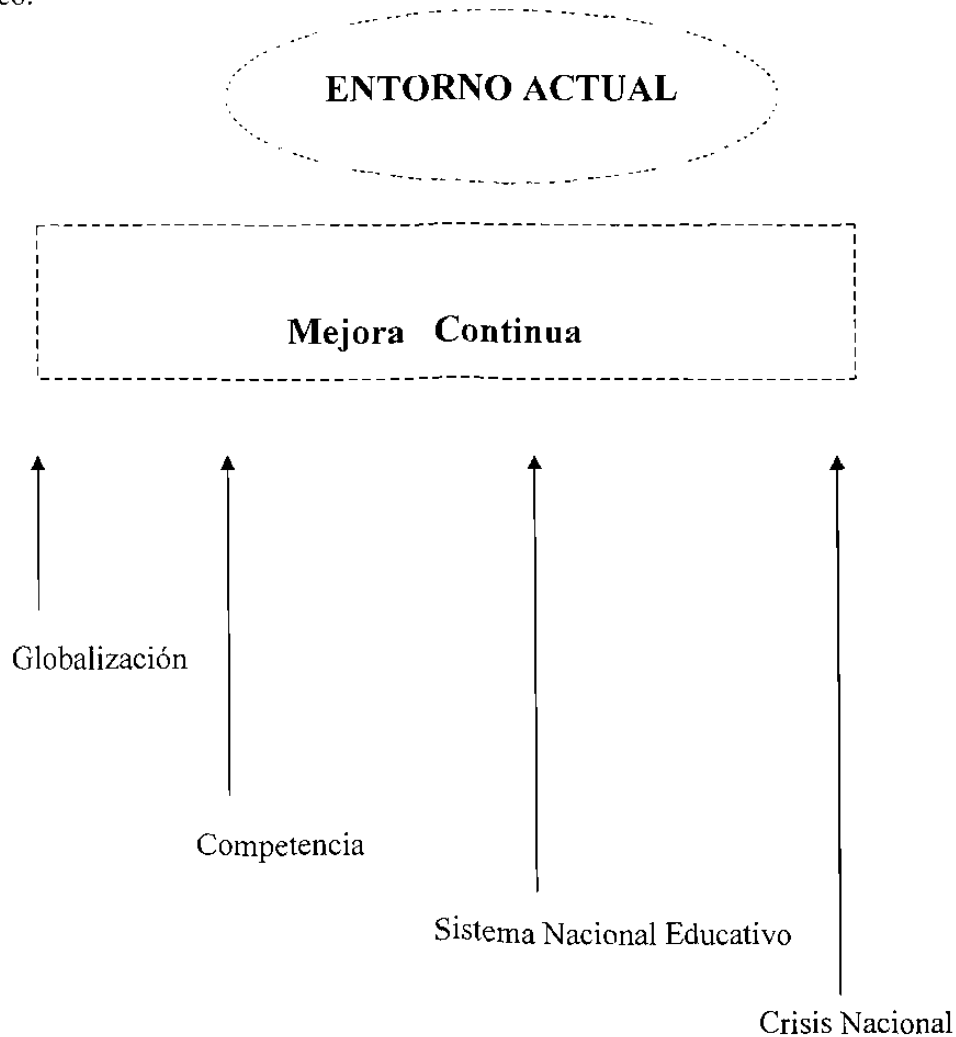 ENTORNO ACTUAL
Mejora Continua
Globalización
Competencia
Sistema Nacional Educativo
Crisis Nacional